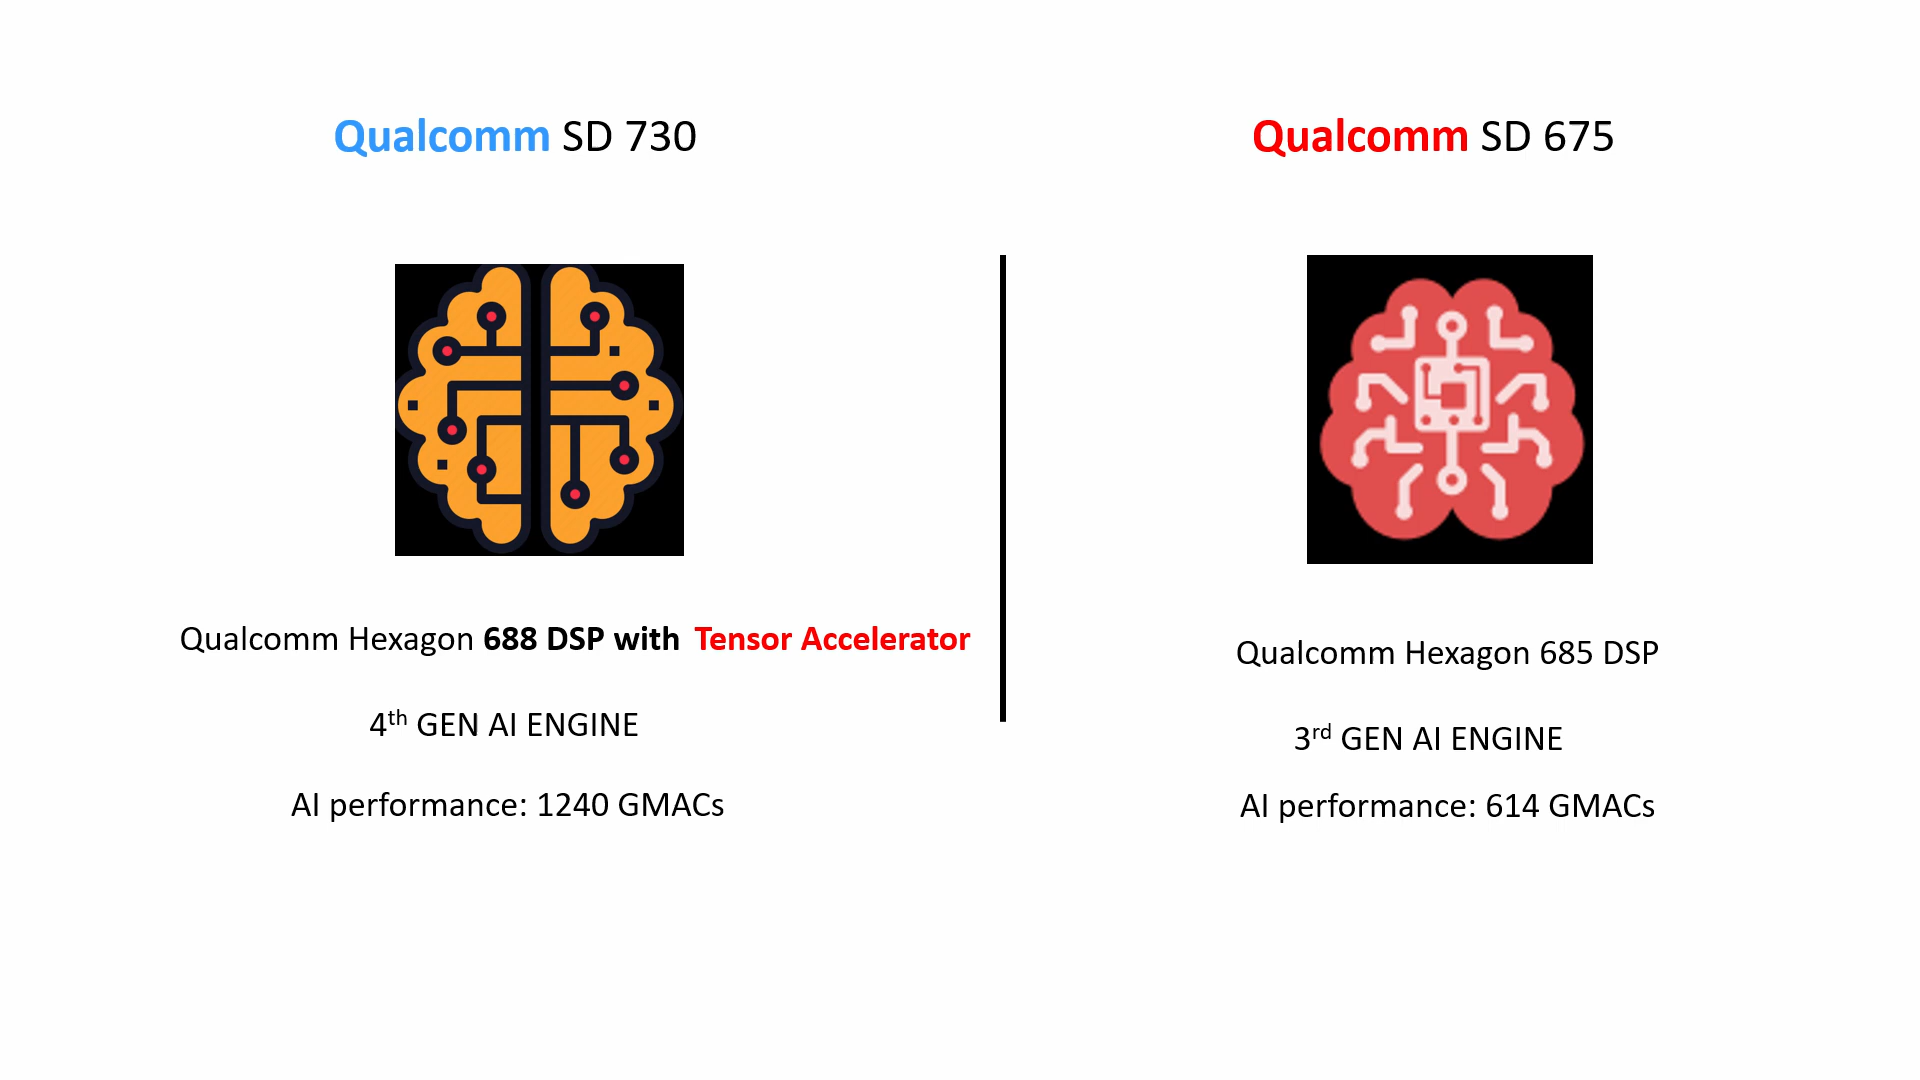 Qualcomm SD 730
Qualcomm Hexagon 688 DSP with Tensor Accelerator
4th GEN AI ENGINE
AI performance: 1240 GMACs
Qualcomm SD 675
Qualcomm Hexagon 685 DSP
3rd GEN AI ENGINE
AI performance: 614 GMACs